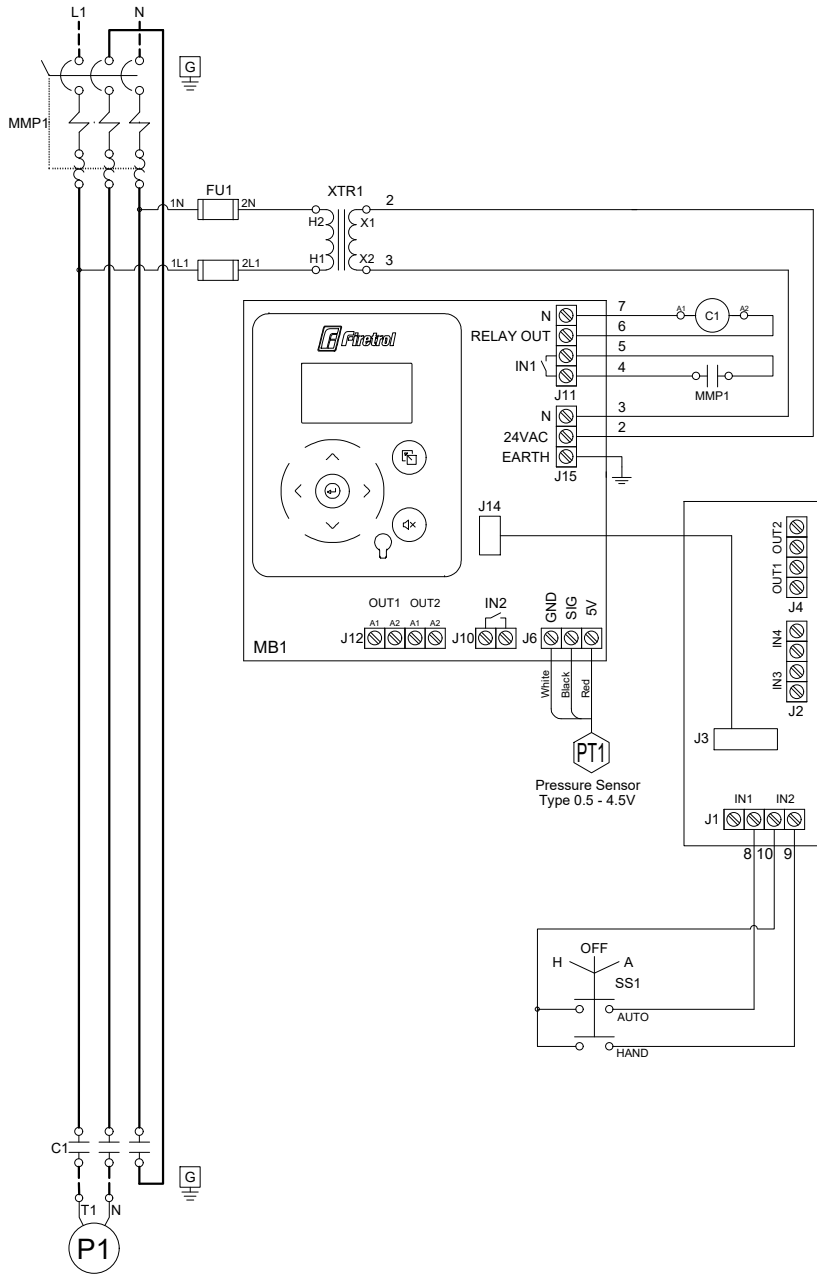 L1 N
G
MMP1
FU1 XTR1
1N 2N H2 X1 2
1L1 2L1 H1 X2 3
Firetrol
N 7 A1 C1 A2
RELAY OUT 6
5
IN1 4
J11 MMP1
N 3
24VAC 2
EARTH
J15
J14
OUT2
OUT1
J4
OUT1 OUT2 IN2 GND SIG 5V
A1 A2 A1 A2
J12 J10 J6
MB1
IN4
IN3
J2
White Black Red
J3
PT1
Pressure Sensor
Type 0.5 - 4.5V
IN1 IN2
J1
8 10 9
OFF
H A
SS1
AUTO
HAND
C1
G
T1 N
P1